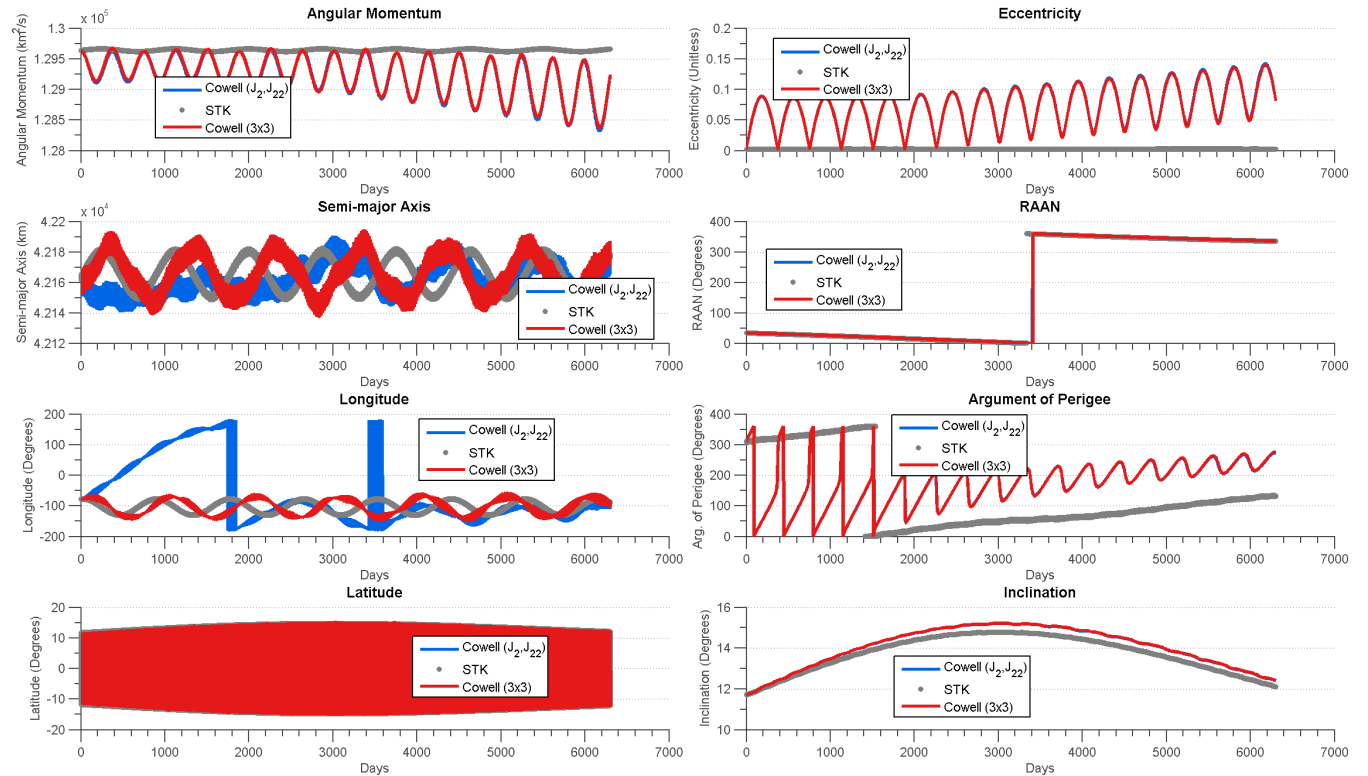 Angular Momentum
x 10⁵
1.3
1.295
1.29
1.285
1.28
Angular Momentum (km²/s)
0 1000 2000 3000 4000 5000 6000 7000
Days
Cowell (J₂,J₂₂)
STK
Cowell (3x3)
Eccentricity
0.2
0.15
0.1
0.05
0
Eccentricity (Unitless)
0 1000 2000 3000 4000 5000 6000 7000
Days
Cowell (J₂,J₂₂)
STK
Cowell (3x3)
Semi-major Axis
x 10⁴
4.22
4.218
4.216
4.214
4.212
Semi-major Axis (km)
0 1000 2000 3000 4000 5000 6000 7000
Days
Cowell (J₂,J₂₂)
STK
Cowell (3x3)
RAAN
400
300
200
100
0
RAAN (Degrees)
0 1000 2000 3000 4000 5000 6000 7000
Days
Cowell (J₂,J₂₂)
STK
Cowell (3x3)
Longitude
200
100
0
-100
-200
Longitude (Degrees)
0 1000 2000 3000 4000 5000 6000 7000
Days
Cowell (J₂,J₂₂)
STK
Cowell (3x3)
Argument of Perigee
400
300
200
100
0
Arg. of Perigee (Degrees)
0 1000 2000 3000 4000 5000 6000 7000
Days
Cowell (J₂,J₂₂)
STK
Cowell (3x3)
Latitude
20
10
0
-10
-20
Latitude (Degrees)
0 1000 2000 3000 4000 5000 6000 7000
Days
Cowell (J₂,J₂₂)
STK
Cowell (3x3)
Inclination
16
14
12
10
Inclination (Degrees)
0 1000 2000 3000 4000 5000 6000 7000
Days
Cowell (J₂,J₂₂)
STK
Cowell (3x3)